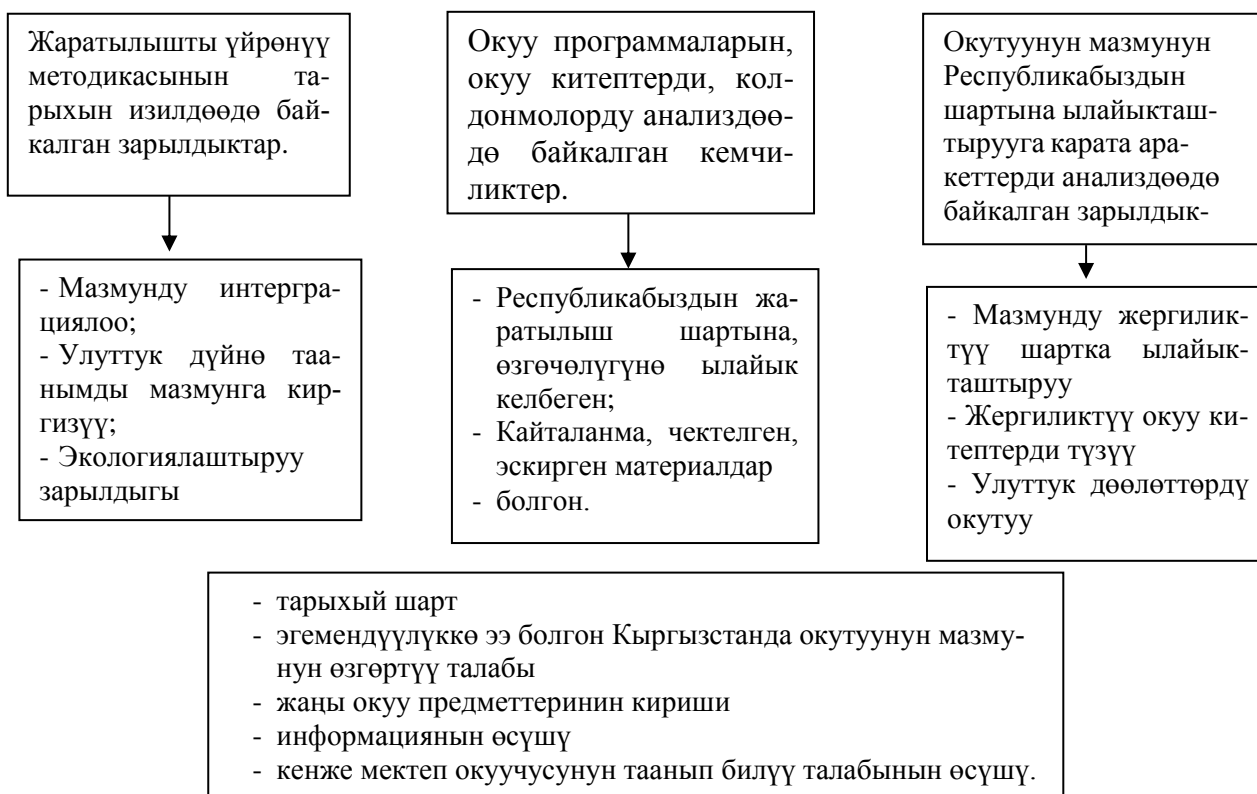 Жаратылышты үйрөнүү
методикасынын та-
рыхын изилдөөдө бай-
калган зарылдыктар.
Окуу программаларын,
окуу китептерди, кол-
донмолорду анализдөө-
дө байкалган кемчи-
ликтер.
Окутуунун мазмунун
Республикабыздын
шартына ылайыкташ-
тырууга карата ара-
кеттерди анализдөөдө
байкалган зарылдык-
- Мазмунду интергра-
циялоо;
- Улуттук дүйнө таа-
нымды мазмунга кир-
гизүү;
- Экологиялаштыруу
зарылдыгы
- Республикабыздын жа-
ратылыш шартына,
өзгөчөлүгүнө ылайык
келбеген;
- Кайталанма, чектелген,
эскирген материалдар
- болгон.
- Мазмунду жергилик-
түү шартка ылайык-
таштыруу
- Жергиликтүү окуу ки-
тептерди түзүү
- Улуттук дөөлөттөрдү
окутуу
- тарыхый шарт
- эгемендүүлүккө ээ болгон Кыргызстанда окутуунун мазму-
нун өзгөртүү талабы
- жаңы окуу предметтеринин кириши
- информациянын өсүшү
- кенже мектеп окуучусунун таанып билүү талабынын өсүшү.